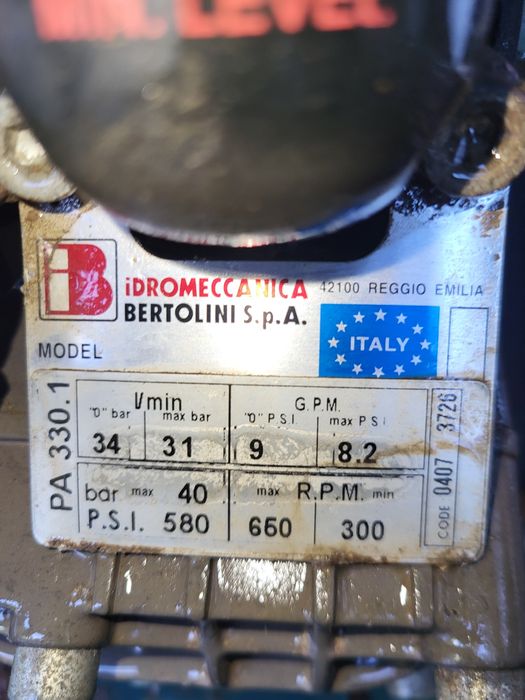 MIN. LEVEL
iB
iDROMECCANICA
BERTOLINI S.p.A.
42100 REGGIO EMILIA
ITALY
MODEL
PA 330.1
l/min
"0" bar max bar
34 31
G.P.M.
"0" P.S.I. max P.S.I.
9 8.2
bar max 40
P.S.I. 580
max R.P.M. min
650 300
CODE 0407 3726